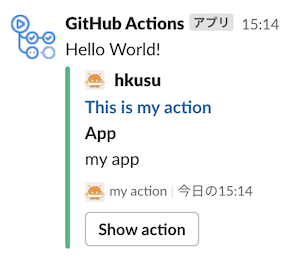 GitHub Actions アプリ 15:14
Hello World!
hkusu
This is my action
App
my app
my action | 今日の15:14
Show action